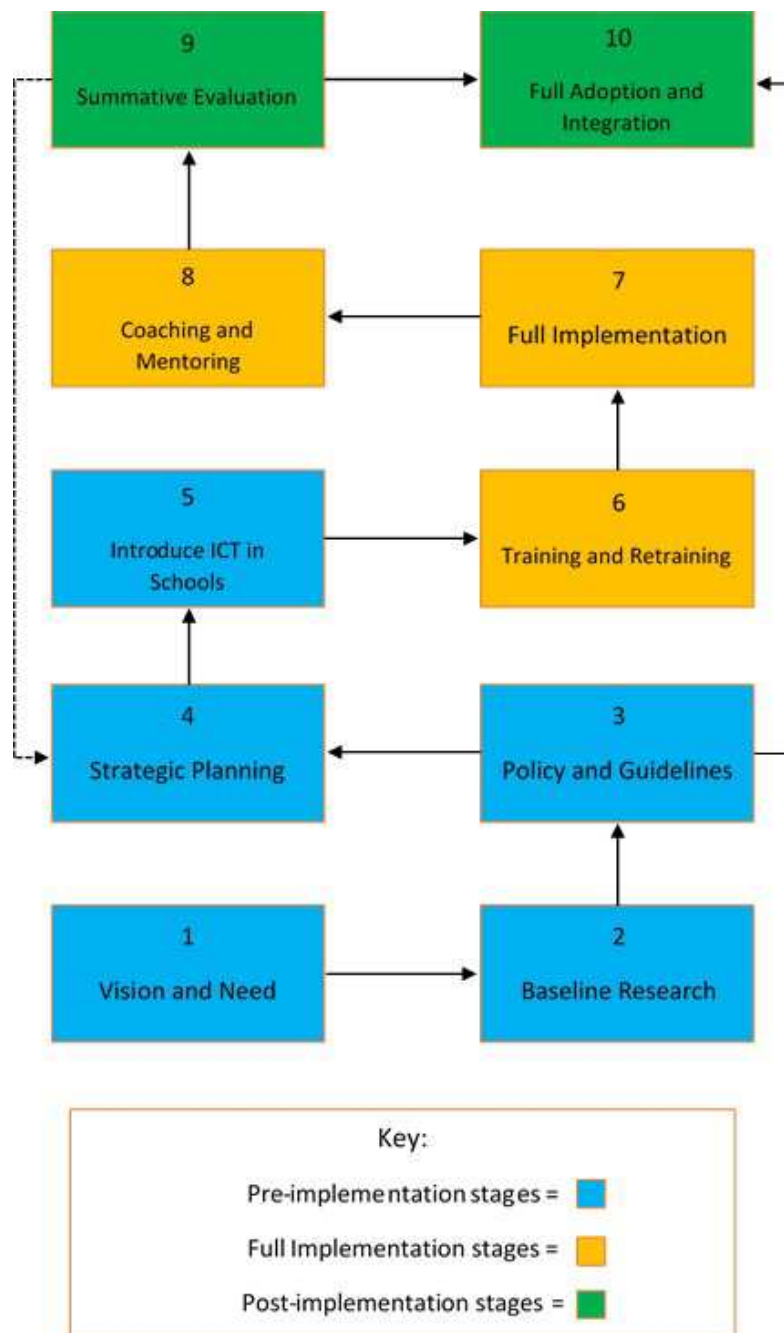 9
Summative Evaluation
10
Full Adoption and
Integration
8
Coaching and
Mentoring
7
Full Implementation
5
Introduce ICT in
Schools
6
Training and Retraining
4
Strategic Planning
3
Policy and Guidelines
1
Vision and Need
2
Baseline Research
Key:
Pre-implementation stages =
Full Implementation stages =
Post-implementation stages =